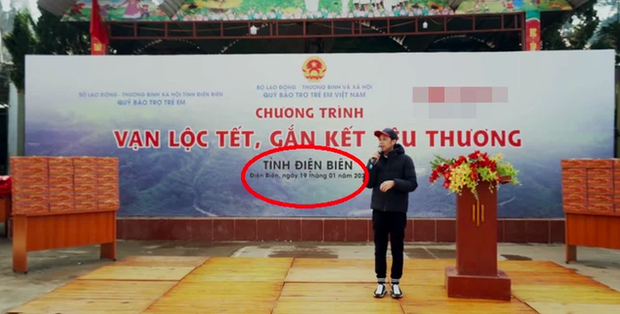 BỘ LAO ĐỘNG - THƯƠNG BINH VÀ XÃ HỘI TỈNH ĐIỆN BIÊN
QUỸ BẢO TRỢ TRẺ EM
BỘ LAO ĐỘNG - THƯƠNG BINH VÀ XÃ HỘI
QUỸ BẢO TRỢ TRẺ EM VIỆT NAM
CHƯƠNG TRÌNH
VẠN LỘC TẾT, GẮN KẾT THƯƠNG
TỈNH ĐIỆN BIÊN
Điện Biên, ngày 19 tháng 01 năm